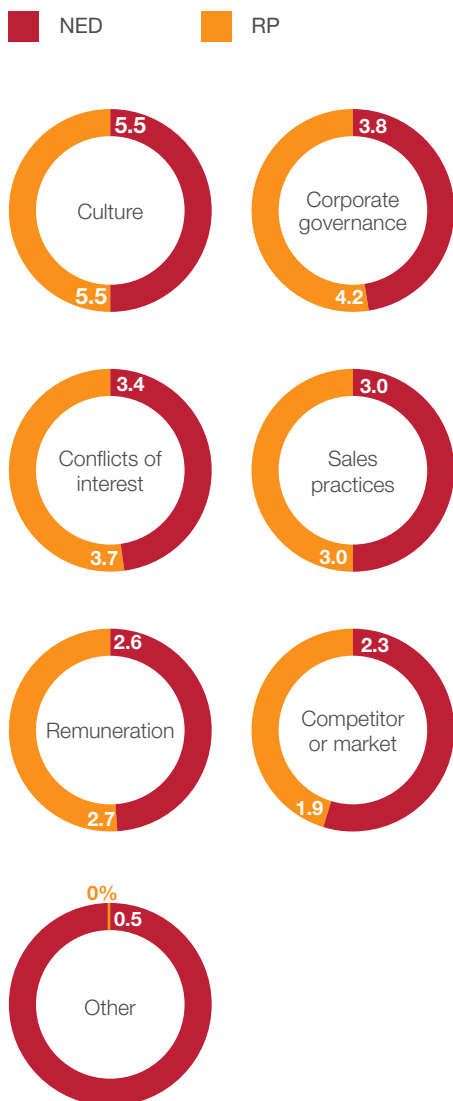 NED
RP
5.5
Culture
5.5
3.8
Corporate
governance
4.2
3.4
Conflicts of
interest
3.7
3.0
Sales
practices
3.0
2.6
Remuneration
2.7
2.3
Competitor
or market
1.9
0%
0.5
Other